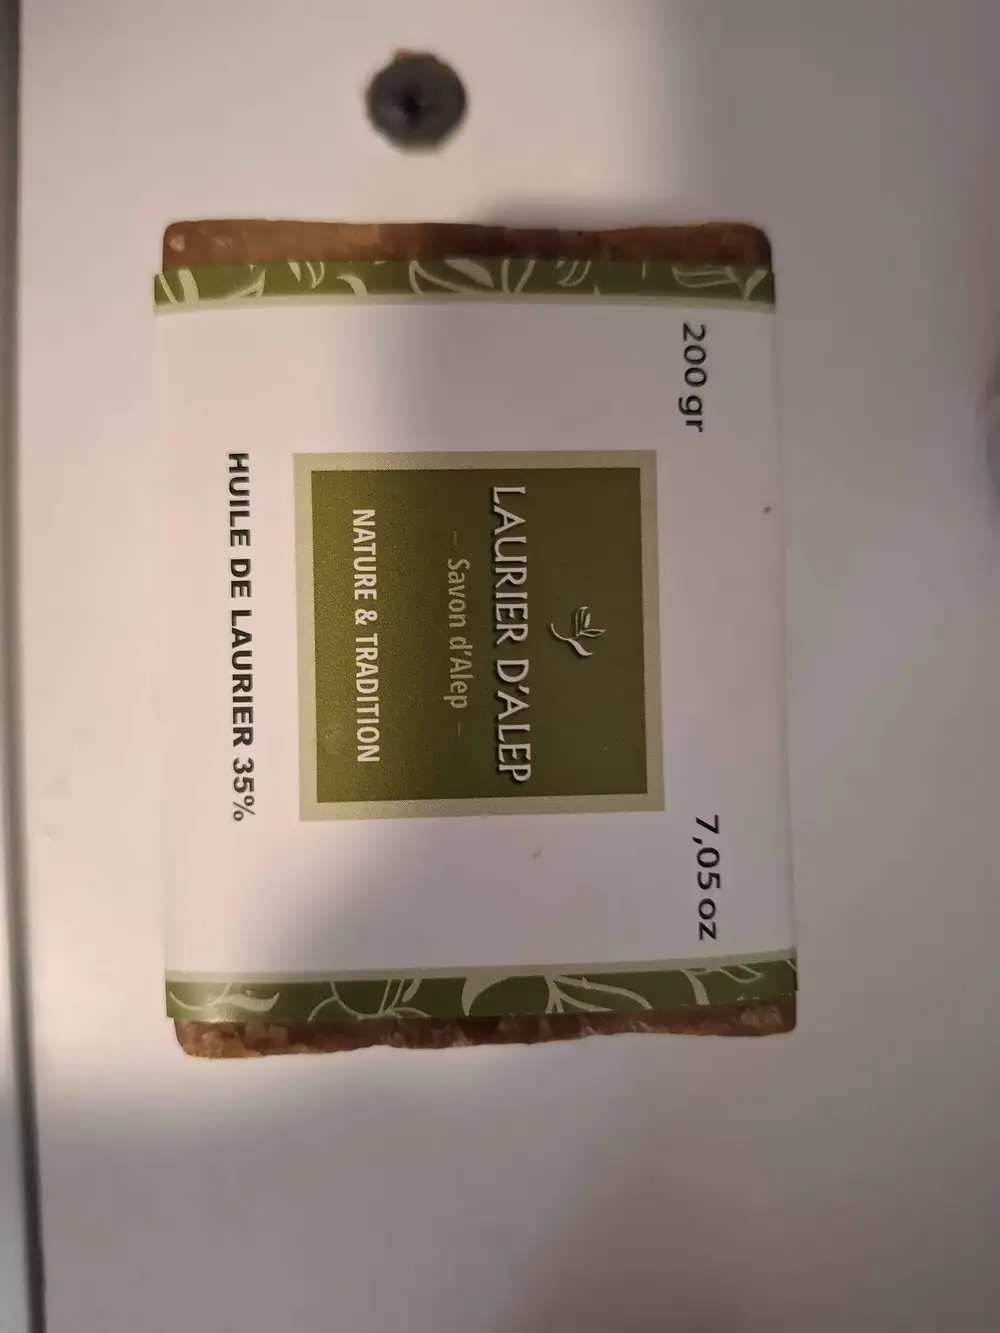 200 gr
7,05 oz
LAURIER D'ALEP
- Savon d'Alep -
NATURE & TRADITION
HUILE DE LAURIER 35%